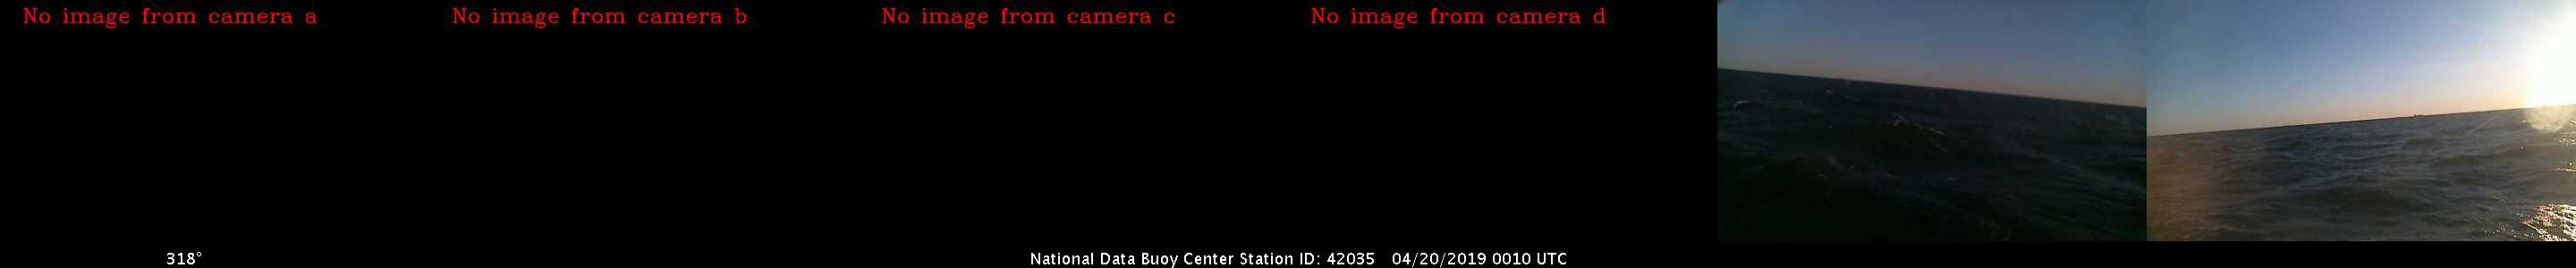 No image from camera a
No image from camera b
No image from camera c
No image from camera d
318°
National Data Buoy Center Station ID: 42035 04/20/2019 0010 UTC